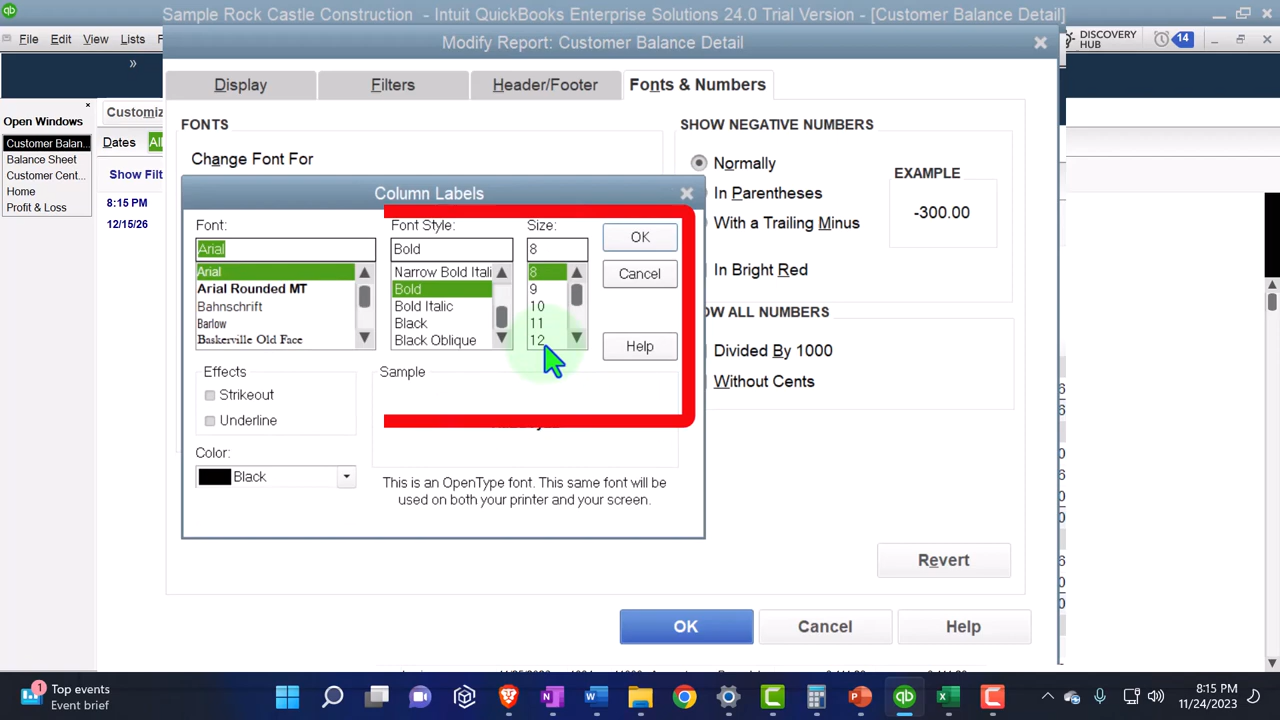 Sample Rock Castle Construction - Intuit QuickBooks Enterprise Solutions 24.0 Trial Version - [Customer Balance Detail]
File Edit View Lists
DISCOVERY
HUB
14
Modify Report: Customer Balance Detail
Display Filters Header/Footer Fonts & Numbers
Open Windows
Customer Balan...
Balance Sheet
Customer Cent...
Home
Profit & Loss
Customiz
Dates All
Show Filt
8:15 PM
12/15/26
FONTS
Change Font For
SHOW NEGATIVE NUMBERS
Normally
In Parentheses
With a Trailing Minus
In Bright Red
EXAMPLE
-300.00
OW ALL NUMBERS
Divided By 1000
Without Cents
Column Labels
Font: Font Style: Size:
Arial Bold 8
Arial
Arial Rounded MT
Bahnschrift
Barlow
Baskerville Old Face
Narrow Bold Itali
Bold
Bold Italic
Black
Black Oblique
8
9
10
11
12
OK
Cancel
Help
Effects
Strikeout
Underline
Sample
Color:
Black
This is an OpenType font. This same font will be
used on both your printer and your screen.
Revert
OK Cancel Help
1
Top events
Event brief
8:15 PM
11/24/2023